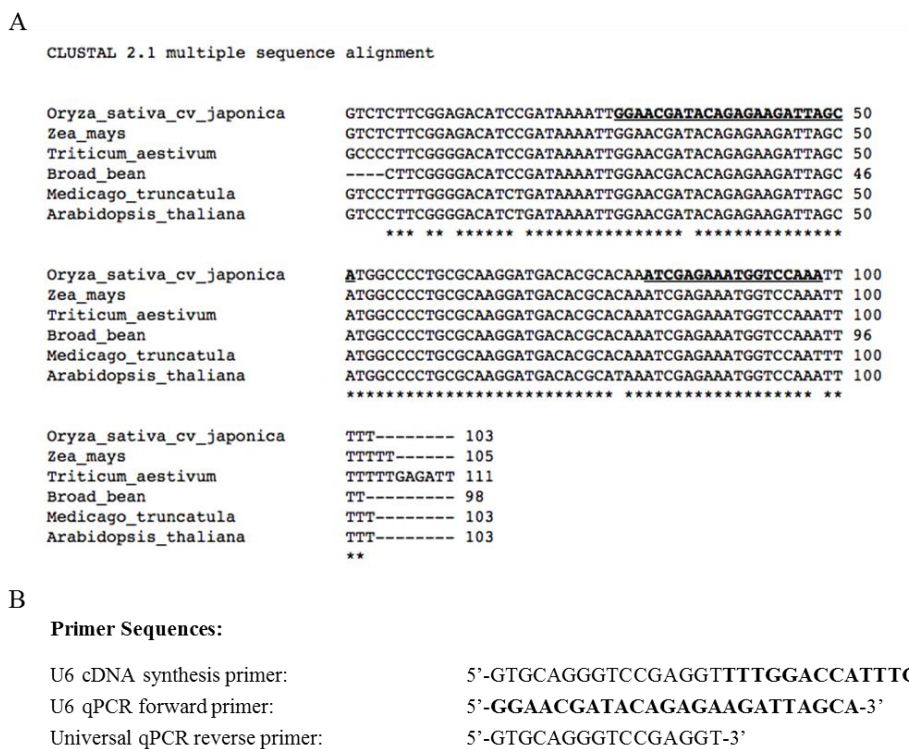 A
CLUSTAL 2.1 multiple sequence alignment
Oryza_sativa_cv_japonica GTCTCTTCGGAGACATCCGATAAAATTGGAACGATACAGAGAAGATTAGC 50
Zea_mays GTCTCTTCGGAGACATCCGATAAAATTGGAACGATACAGAGAAGATTAGC 50
Triticum_aestivum GCCCCTTCGGGGACATCCGATAAAATTGGAACGATACAGAGAAGATTAGC 50
Broad_bean ----CTTCGGGGACATCCGATAAAATTGGAACGACACAGAGAAGATTAGC 46
Medicago_truncatula GTCCCTTTGGGGACATCTGATAAAATTGGAACGATACAGAGAAGATTAGC 50
Arabidopsis_thaliana GTCCCTTCGGGGACATCTGATAAAATTGGAACGATACAGAGAAGATTAGC 50
*** ** ****** **************** ***************
Oryza_sativa_cv_japonica ATGGCCCCTGCGCAAGGATGACACGCACAAATCGAGAAATGGTCCAAATT 100
Zea_mays ATGGCCCCTGCGCAAGGATGACACGCACAAATCGAGAAATGGTCCAAATT 100
Triticum_aestivum ATGGCCCCTGCGCAAGGATGACACGCACAAATCGAGAAATGGTCCAAATT 100
Broad_bean ATGGCCCCTGCGCAAGGATGACACGCACAAATCGAGAAATGGTCCAAATT 96
Medicago_truncatula ATGGCCCCTGCGCAAGGATGACACGCACAAATCGAGAAATGGTCCAATTT 100
Arabidopsis_thaliana ATGGCCCCTGCGCAAGGATGACACGCATAAATCGAGAAATGGTCCAAATT 100
*************************** ******************* **
Oryza_sativa_cv_japonica TTT-------- 103
Zea_mays TTTTT------ 105
Triticum_aestivum TTTTTGAGATT 111
Broad_bean TT--------- 98
Medicago_truncatula TTT-------- 103
Arabidopsis_thaliana TTT-------- 103
**
B
Primer Sequences:
U6 cDNA synthesis primer: 5’-GTGCAGGGTCCGAGGTTTTGGACCATTTC
U6 qPCR forward primer: 5’-GGAACGATACAGAGAAGATTAGCA-3’
Universal qPCR reverse primer: 5’-GTGCAGGGTCCGAGGT-3’